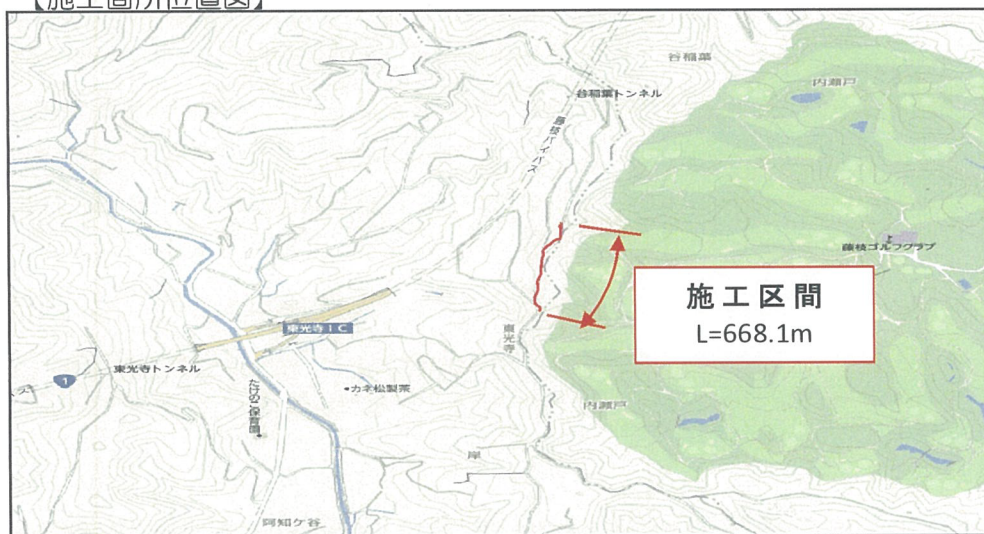 【施工箇所位置図】
谷稲葉
内瀬戸
谷稲葉トンネル
藤枝バイパス
藤枝ゴルフクラブ
施工区間
L=668.1m
東光寺IC
東光寺
東光寺トンネル
1
カネ松製茶
たけのこ保育園
内瀬戸
岸
阿知ケ谷